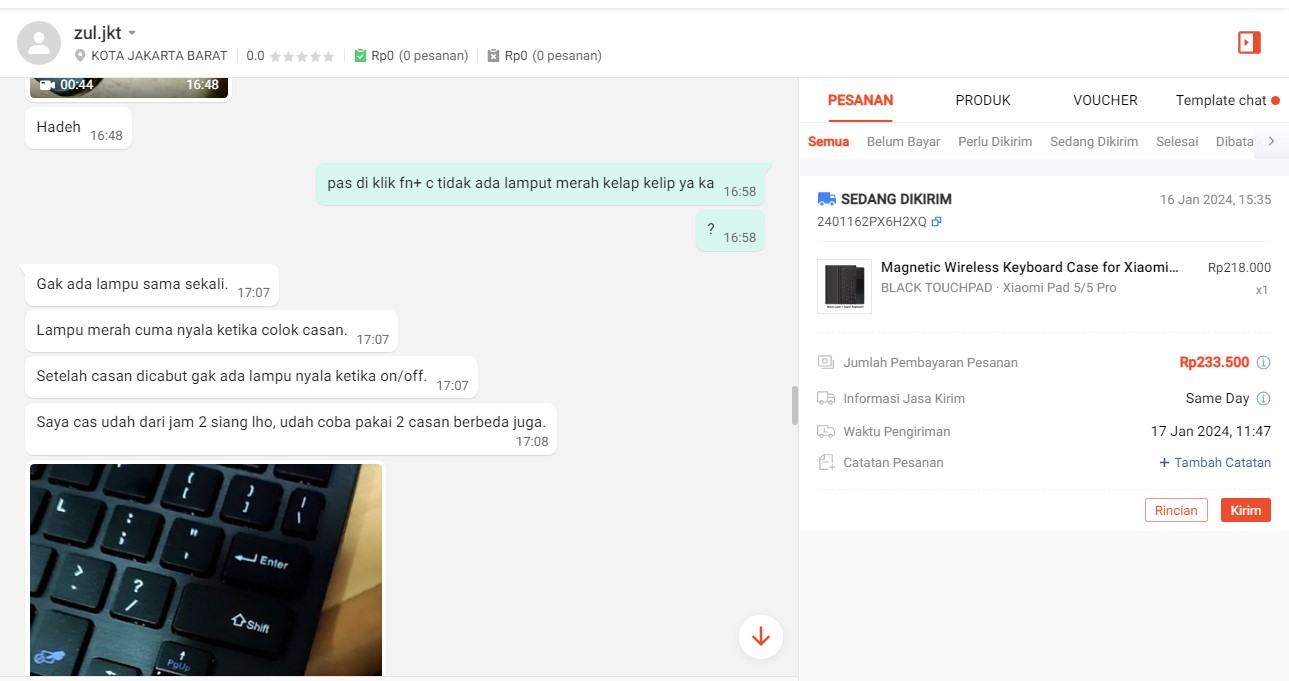 zul.jkt
KOTA JAKARTA BARAT 0.0 Rp0 (0 pesanan) Rp0 (0 pesanan)
00:44 16:48
Hadeh 16:48
pas di klik fn+ c tidak ada lamput merah kelap kelip ya ka 16:58
? 16:58
Gak ada lampu sama sekali. 17:07
Lampu merah cuma nyala ketika colok casan. 17:07
Setelah casan dicabut gak ada lampu nyala ketika on/off. 17:07
Saya cas udah dari jam 2 siang lho, udah coba pakai 2 casan berbeda juga.
17:08
{ [ } ] | \
L : ; " '
Enter
> . ? /
Shift
PgUp
PESANAN PRODUK VOUCHER Template chat
Semua Belum Bayar Perlu Dikirim Sedang Dikirim Selesai Dibata
SEDANG DIKIRIM 16 Jan 2024, 15:35
2401162PX6H2XQ
Magnetic Wireless Keyboard Case for Xiaomi... Rp218.000
BLACK TOUCHPAD · Xiaomi Pad 5/5 Pro x1
Jumlah Pembayaran Pesanan Rp233.500
Informasi Jasa Kirim Same Day
Waktu Pengiriman 17 Jan 2024, 11:47
Catatan Pesanan + Tambah Catatan
Rincian Kirim